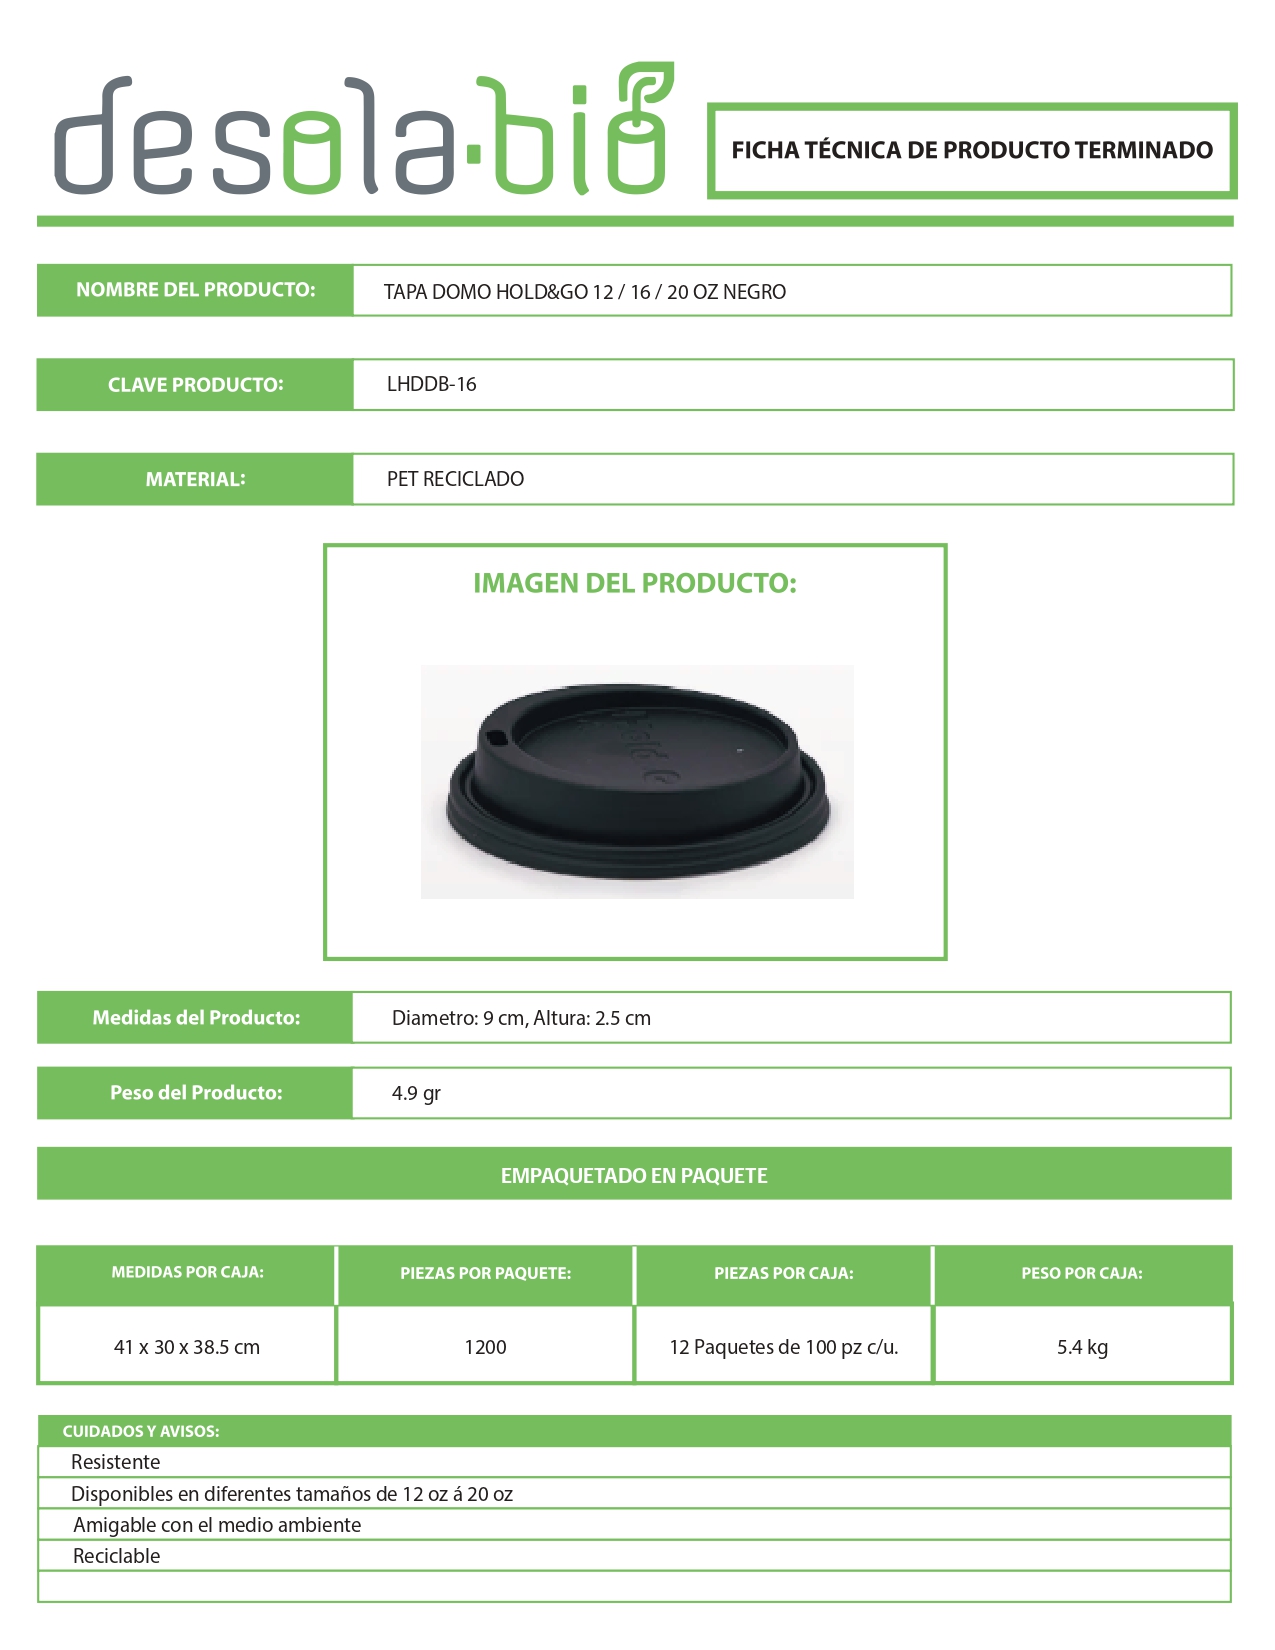 desola.bio
FICHA TÉCNICA DE PRODUCTO TERMINADO
NOMBRE DEL PRODUCTO: TAPA DOMO HOLD&GO 12 / 16 / 20 OZ NEGRO
CLAVE PRODUCTO: LHDDB-16
MATERIAL: PET RECICLADO
IMAGEN DEL PRODUCTO:
Medidas del Producto: Diametro: 9 cm, Altura: 2.5 cm
Peso del Producto: 4.9 gr
EMPAQUETADO EN PAQUETE
MEDIDAS POR CAJA: PIEZAS POR PAQUETE: PIEZAS POR CAJA: PESO POR CAJA:
41 x 30 x 38.5 cm 1200 12 Paquetes de 100 pz c/u. 5.4 kg
CUIDADOS Y AVISOS:
Resistente
Disponibles en diferentes tamaños de 12 oz á 20 oz
Amigable con el medio ambiente
Reciclable